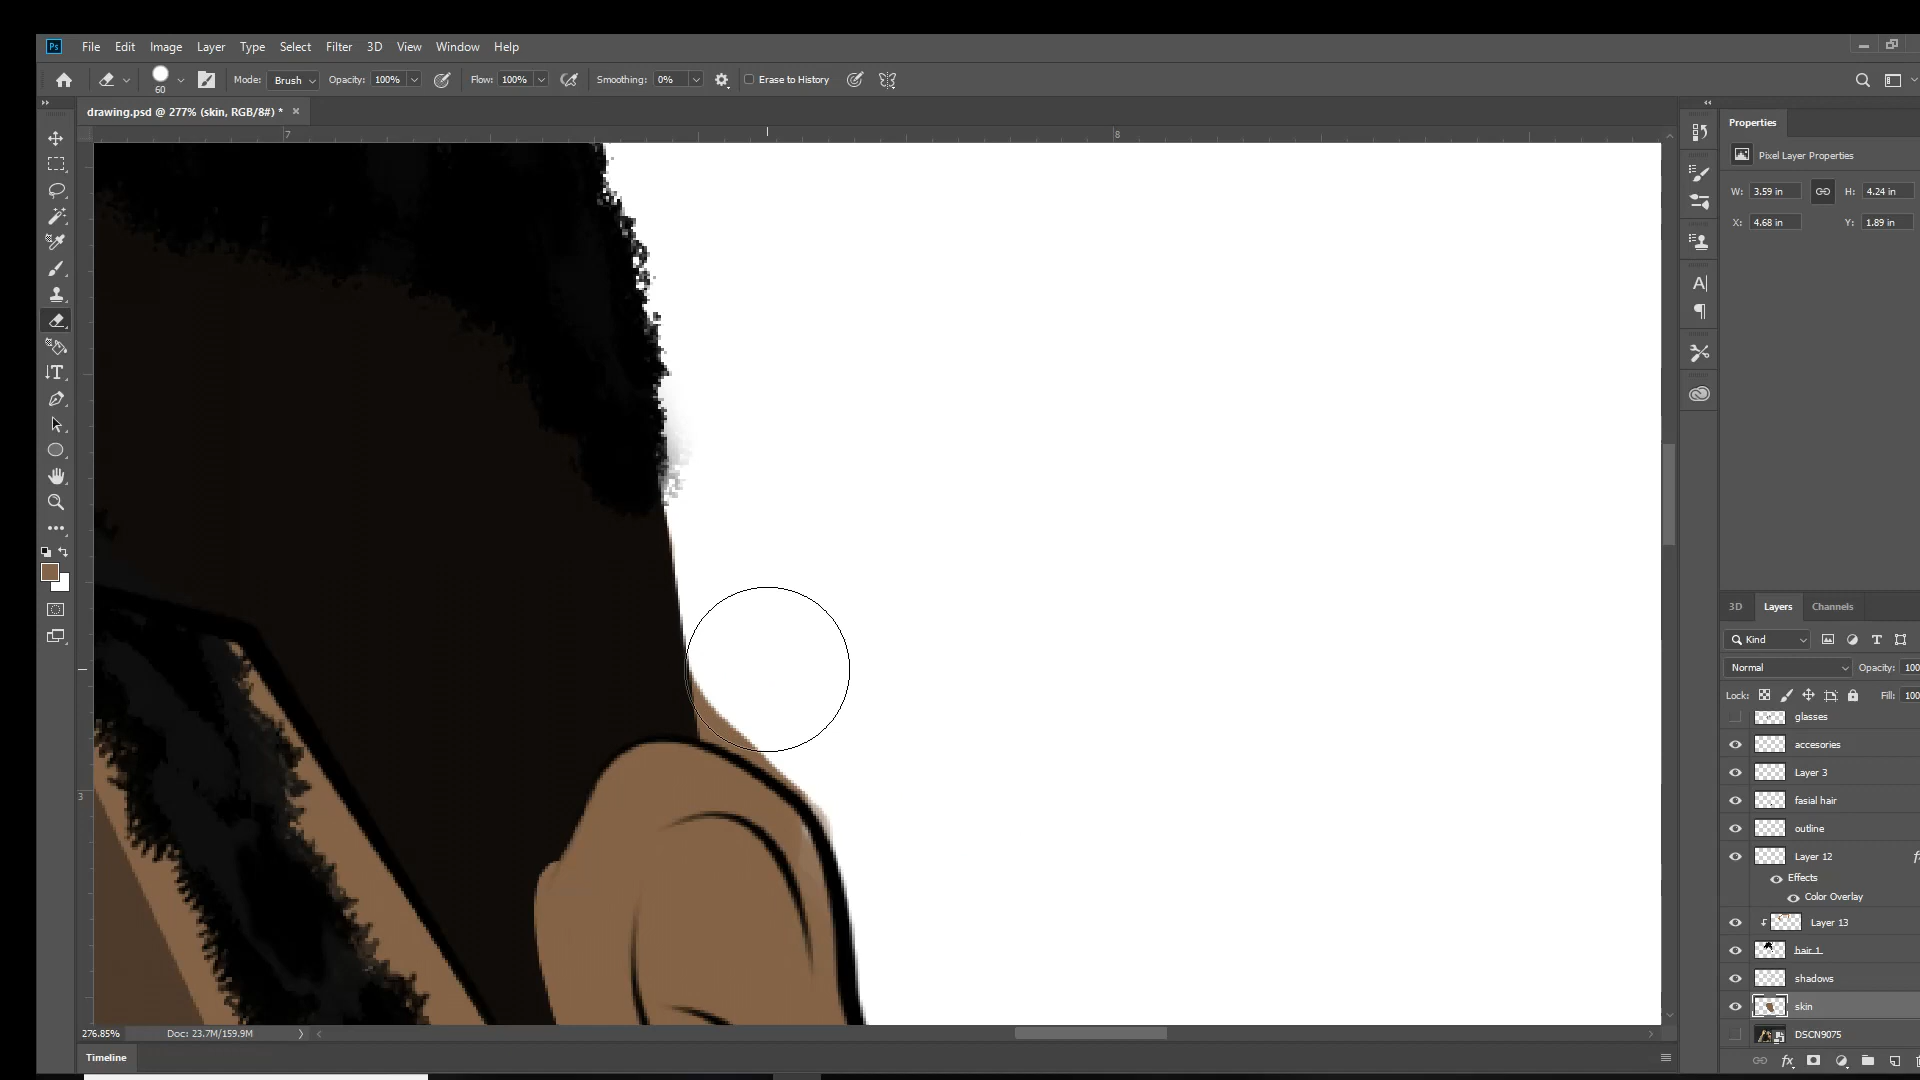 Ps File Edit Image Layer Type Select Filter 3D View Window Help
60 Mode: Brush Opacity: 100% Flow: 100% Smoothing: 0% Erase to History
drawing.psd @ 277% (skin, RGB/8#) * ×
7 8
Properties
Pixel Layer Properties
W: 3.59 in H: 4.24 in
X: 4.68 in Y: 1.89 in
3D Layers Channels
Kind
Normal Opacity: 100
Lock: Fill: 100
glasses
accesories
Layer 3
fasial hair
3
outline
Layer 12
Effects
Color Overlay
Layer 13
hair 1
shadows
skin
DSCN9075
276.85% Doc: 23.7M/159.9M
Timeline